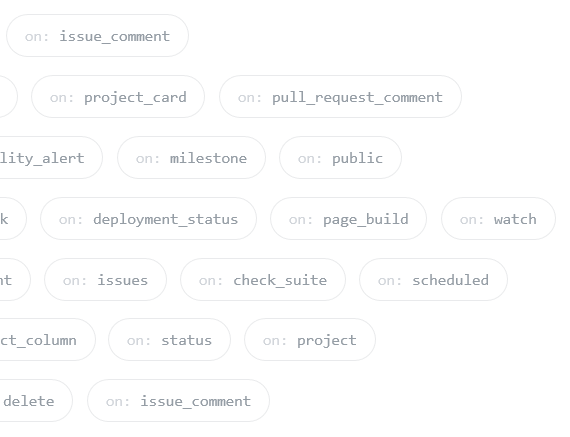 on: issue_comment
on: project_card on: pull_request_comment
lity_alert on: milestone on: public
k on: deployment_status on: page_build on: watch
nt on: issues on: check_suite on: scheduled
ct_column on: status on: project
delete on: issue_comment